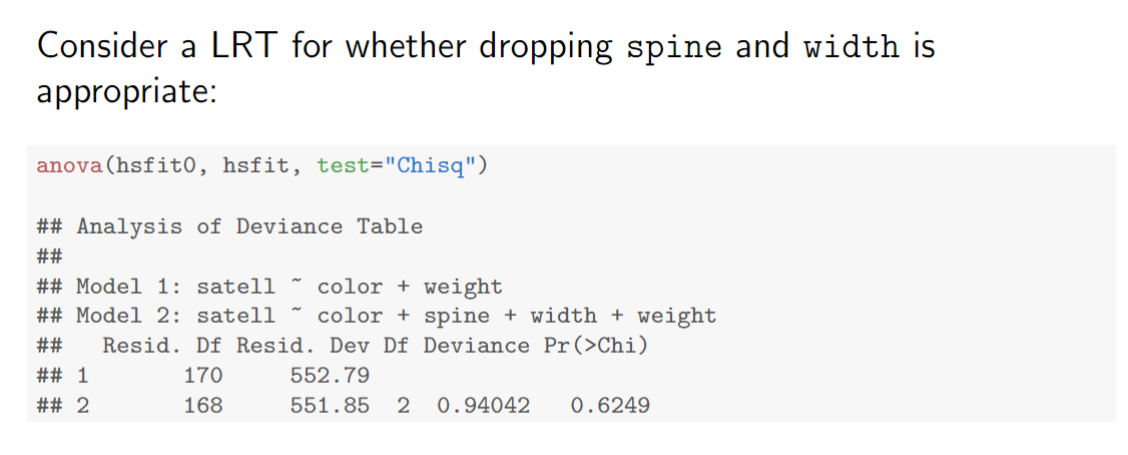 Consider a LRT for whether dropping spine and width is
appropriate:
anova(hsfit0, hsfit, test="Chisq")
## Analysis of Deviance Table
##
## Model 1: satell ~ color + weight
## Model 2: satell ~ color + spine + width + weight
##   Resid. Df Resid. Dev Df Deviance Pr(>Chi)
## 1       170     552.79
## 2       168     551.85  2  0.94042   0.6249